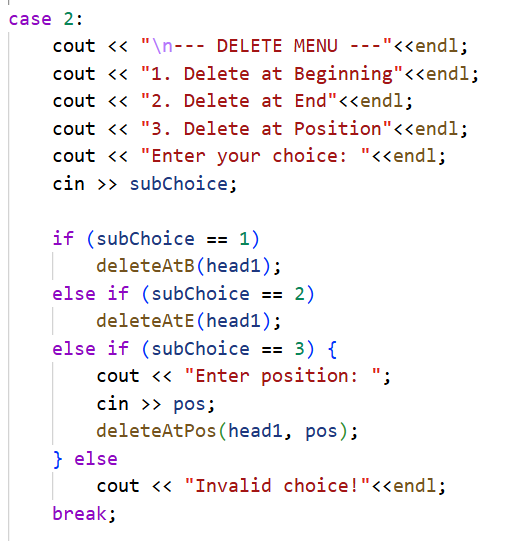 case 2:
    cout << "\n--- DELETE MENU ---"<<endl;
    cout << "1. Delete at Beginning"<<endl;
    cout << "2. Delete at End"<<endl;
    cout << "3. Delete at Position"<<endl;
    cout << "Enter your choice: "<<endl;
    cin >> subChoice;

    if (subChoice == 1)
        deleteAtB(head1);
    else if (subChoice == 2)
        deleteAtE(head1);
    else if (subChoice == 3) {
        cout << "Enter position: ";
        cin >> pos;
        deleteAtPos(head1, pos);
    } else
        cout << "Invalid choice!"<<endl;
    break;